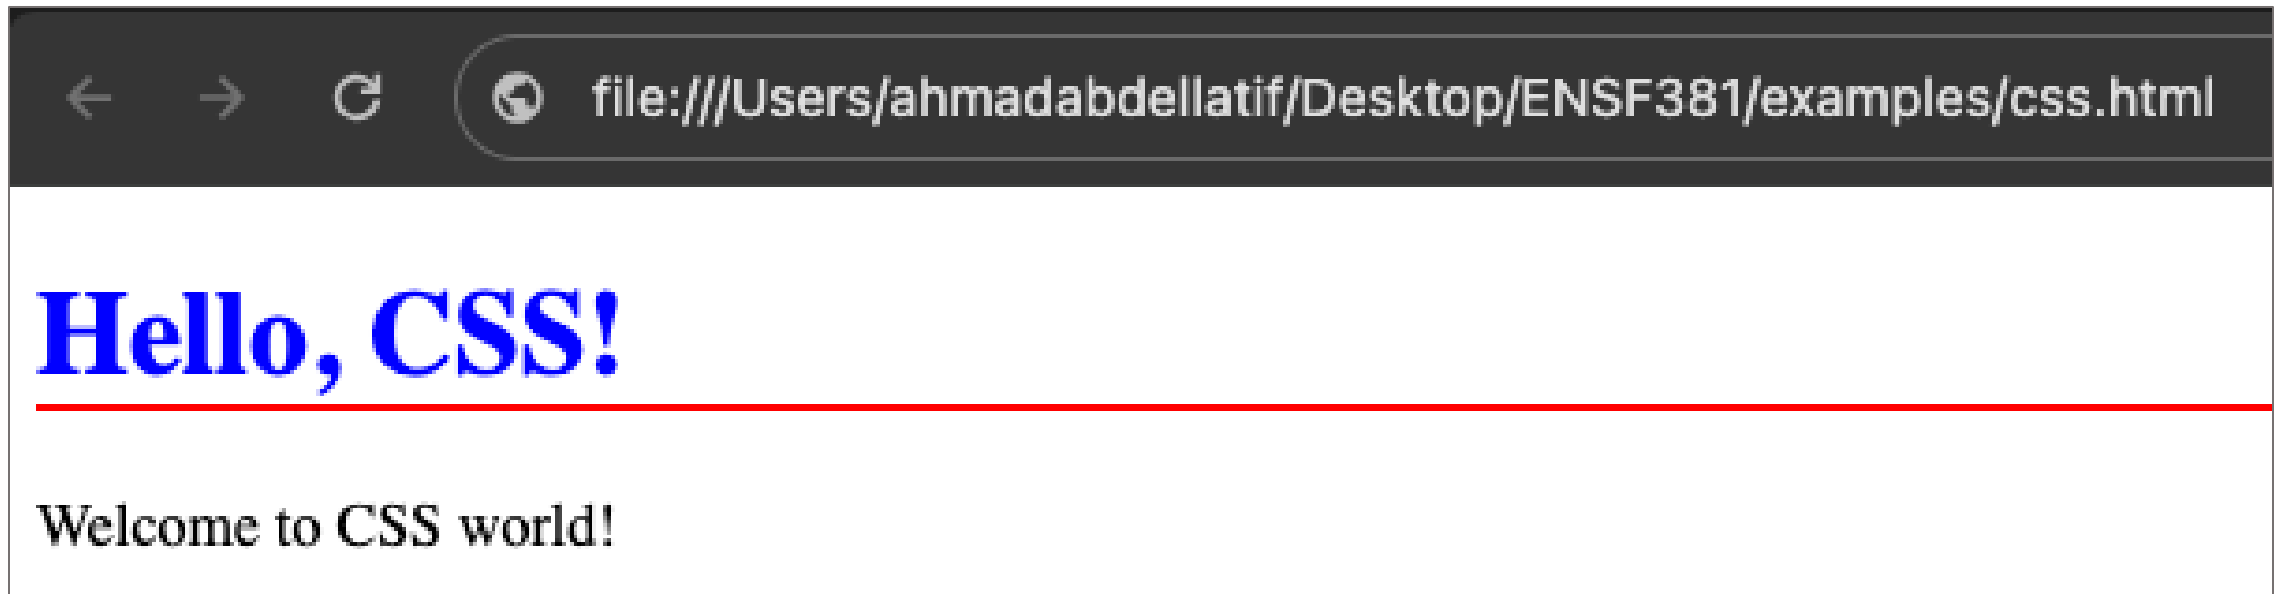 file:///Users/ahmadabdellatif/Desktop/ENSF381/examples/css.html
Hello, CSS!
Welcome to CSS world!